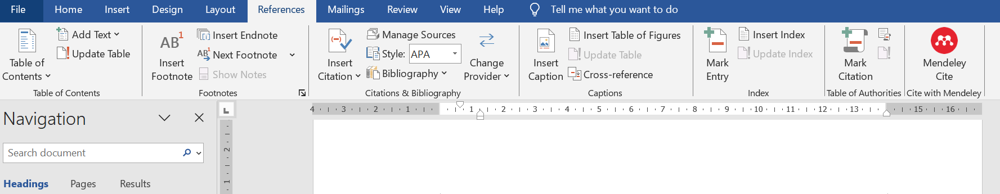 File Home Insert Design Layout References Mailings Review View Help Tell me what you want to do
Table of Contents
Add Text
Update Table
Table of Contents
AB1
Insert Footnote
Insert Endnote
AB1 Next Footnote
Show Notes
Footnotes
Insert Citation
Manage Sources
Style: APA
Bibliography
Change Provider
Citations & Bibliography
Insert Caption
Insert Table of Figures
Update Table
Cross-reference
Captions
Mark Entry
Insert Index
Update Index
Index
Mark Citation
Table of Authorities
Mendeley Cite
Cite with Mendeley
Navigation
Search document
Headings Pages Results
4 3 2 1 1 2 3 4 5 6 7 8 9 10 11 12 13 15 16
2
1